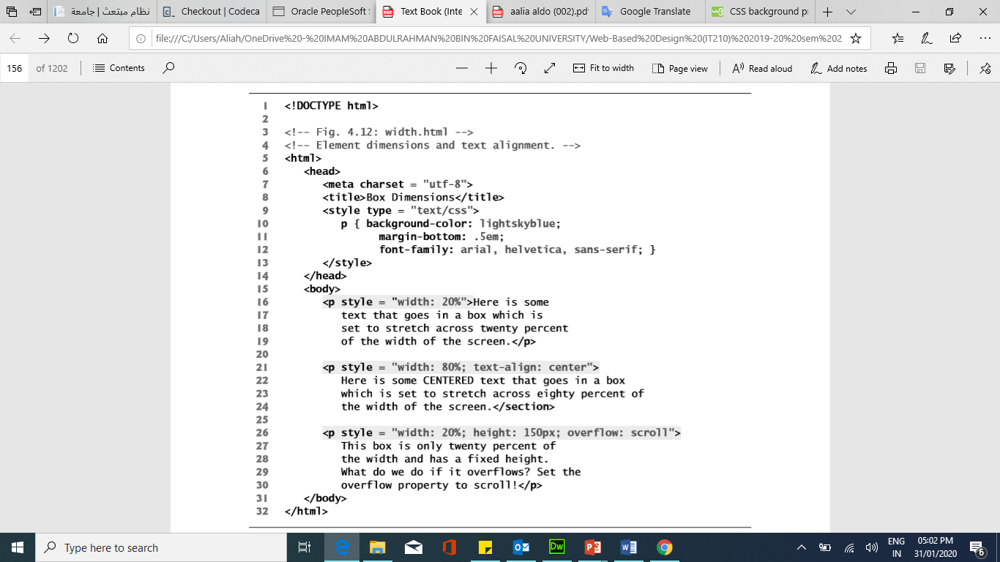 نظام مبتعث | جامعة
Checkout | Codeca
Oracle PeopleSoft S
Text Book (Inte
aalia aldo (002).pd
Google Translate
CSS background p
file:///C:/Users/Aliah/OneDrive%20-%20IMAM%20ABDULRAHMAN%20BIN%20FAISAL%20UNIVERSITY/Web-Based%20Design%20(IT210)%202019-20%20sem%202
156 of 1202 Contents Fit to width Page view Read aloud Add notes
1 <!DOCTYPE html>
2
3 <!-- Fig. 4.12: width.html -->
4 <!-- Element dimensions and text alignment. -->
5 <html>
6 <head>
7 <meta charset = "utf-8">
8 <title>Box Dimensions</title>
9 <style type = "text/css">
10 p { background-color: lightskyblue;
11 margin-bottom: .5em;
12 font-family: arial, helvetica, sans-serif; }
13 </style>
14 </head>
15 <body>
16 <p style = "width: 20%">Here is some
17 text that goes in a box which is
18 set to stretch across twenty percent
19 of the width of the screen.</p>
20
21 <p style = "width: 80%; text-align: center">
22 Here is some CENTERED text that goes in a box
23 which is set to stretch across eighty percent of
24 the width of the screen.</section>
25
26 <p style = "width: 20%; height: 150px; overflow: scroll">
27 This box is only twenty percent of
28 the width and has a fixed height.
29 What do we do if it overflows? Set the
30 overflow property to scroll!</p>
31 </body>
32 </html>
Type here to search
Dw
ENG 05:02 PM
IN 31/01/2020
6